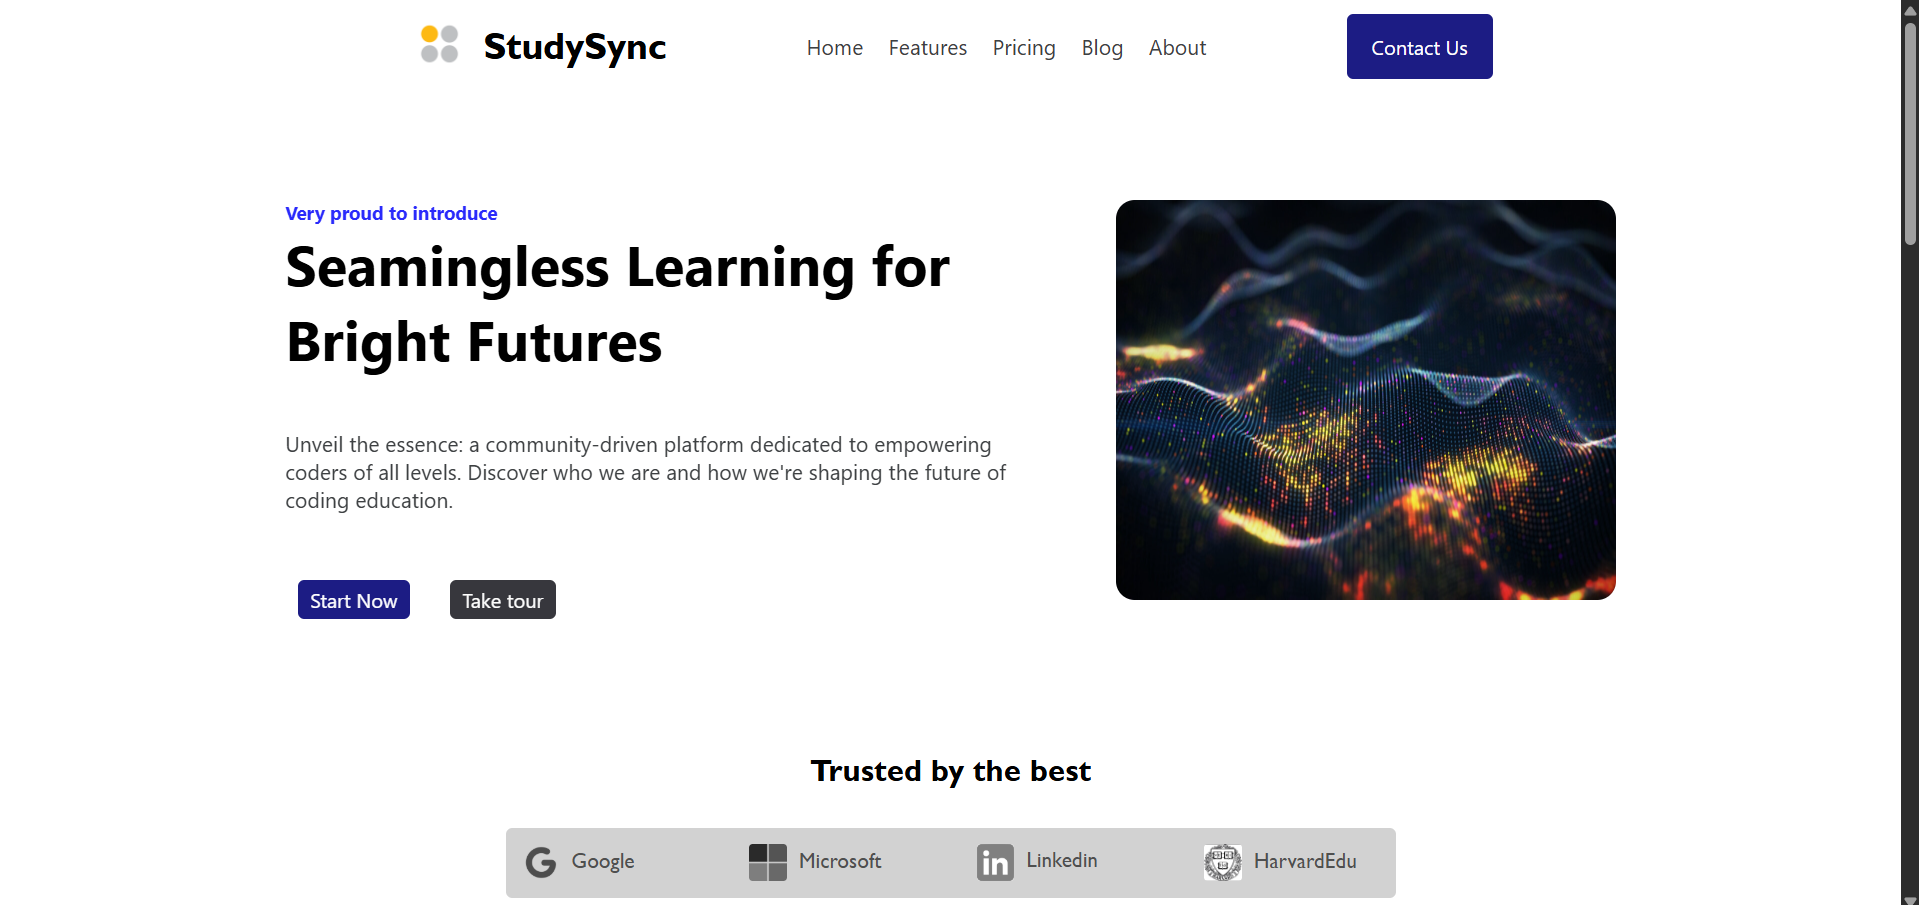 StudySync
Home Features Pricing Blog About
Contact Us
Very proud to introduce
Seamingless Learning for
Bright Futures
Unveil the essence: a community-driven platform dedicated to empowering
coders of all levels. Discover who we are and how we're shaping the future of
coding education.
Start Now Take tour
Trusted by the best
Google Microsoft Linkedin HarvardEdu